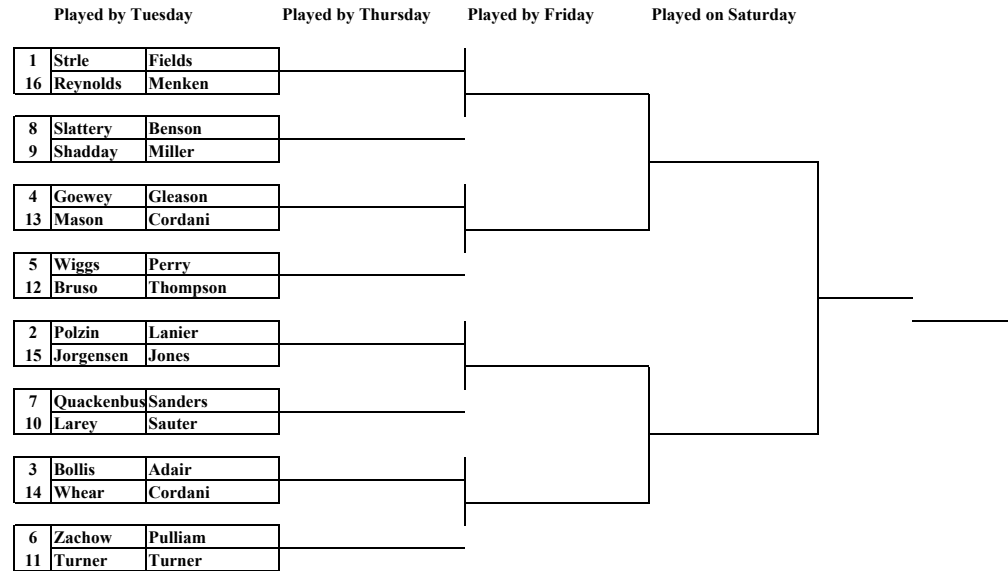 Played by Tuesday Played by Thursday Played by Friday Played on Saturday
1 Strle Fields
16 Reynolds Menken
8 Slattery Benson
9 Shadday Miller
4 Goewey Gleason
13 Mason Cordani
5 Wiggs Perry
12 Bruso Thompson
2 Polzin Lanier
15 Jorgensen Jones
7 Quackenbus Sanders
10 Larey Sauter
3 Bollis Adair
14 Whear Cordani
6 Zachow Pulliam
11 Turner Turner